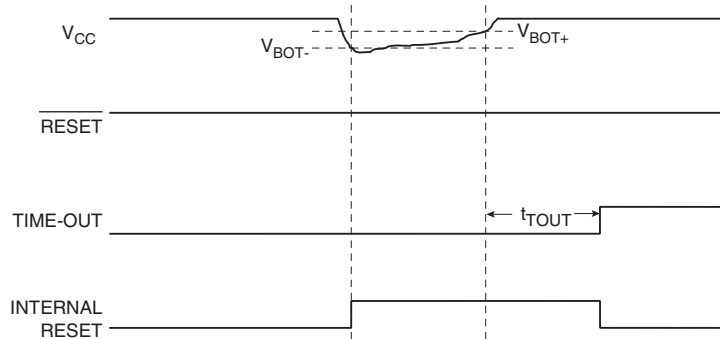 VCC
VBOT-
VBOT+
RESET
TIME-OUT
tTOUT
INTERNAL
RESET